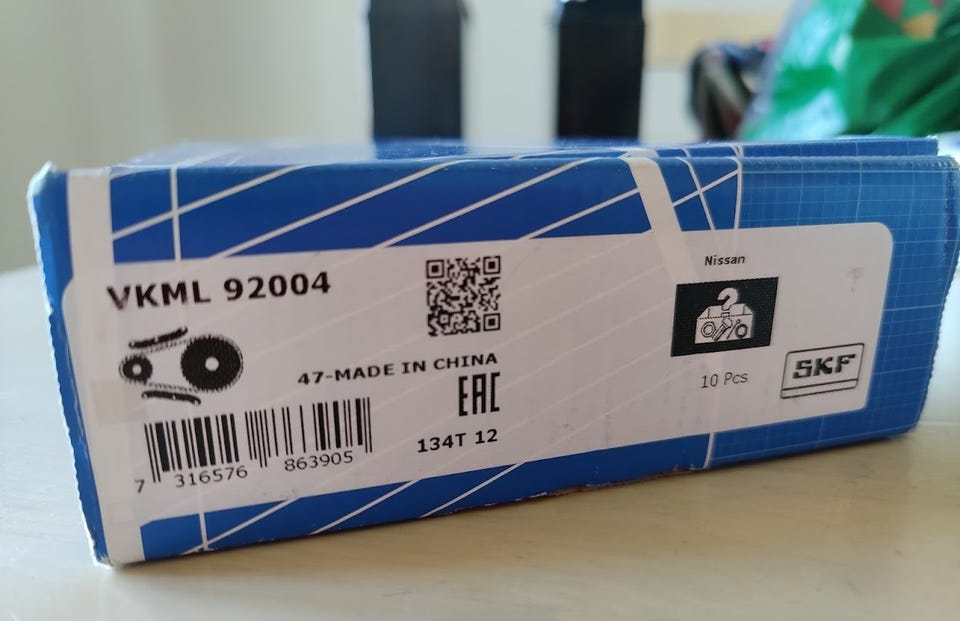 VKML 92004
47-MADE IN CHINA
EAC
134T 12
7 316576 863905
Nissan
?
10 Pcs
SKF